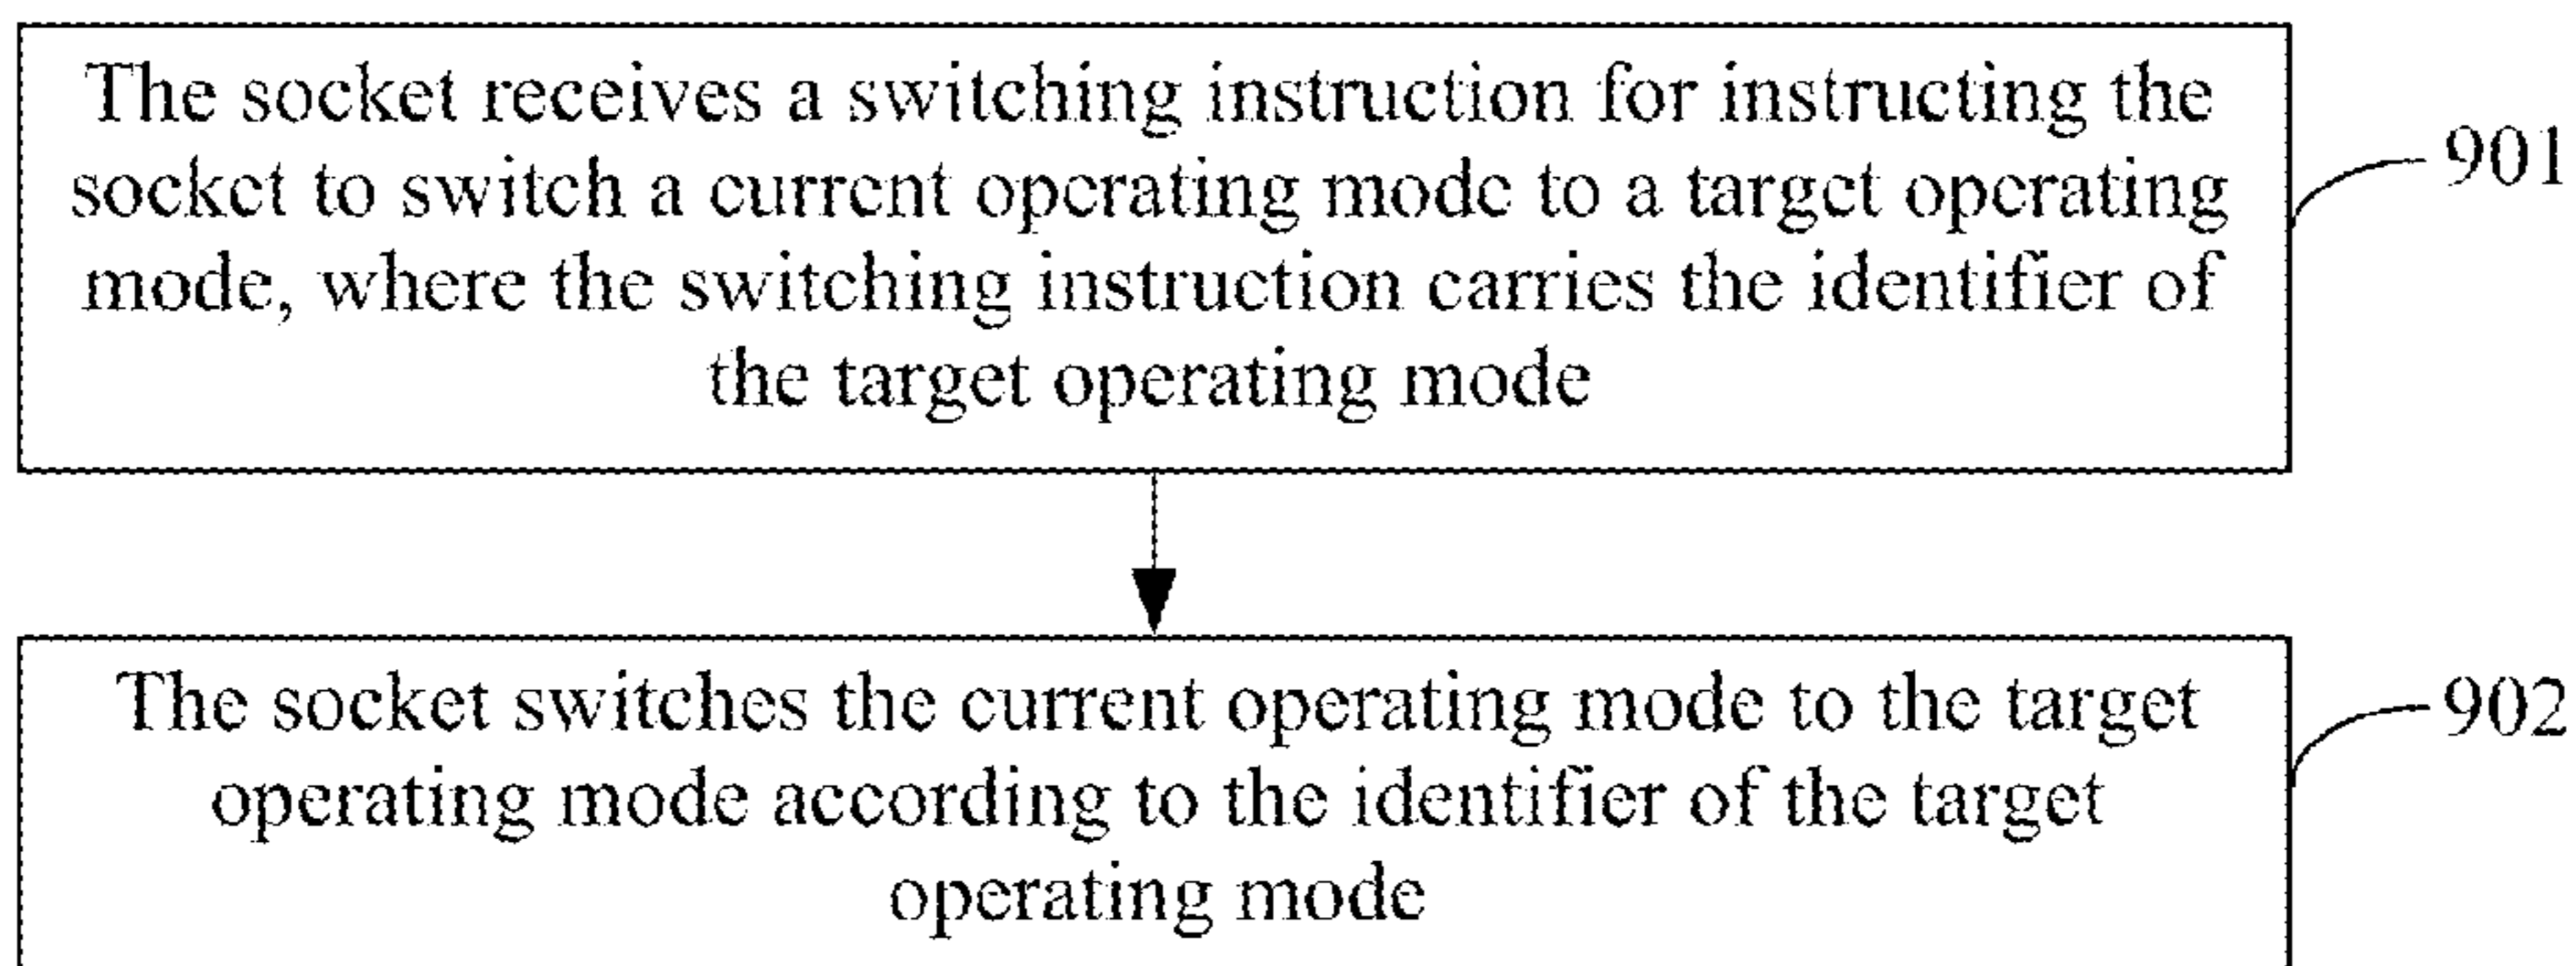 The socket receives a switching instruction for instructing the
socket to switch a current operating mode to a target operating
mode, where the switching instruction carries the identifier of
the target operating mode
901
The socket switches the current operating mode to the target
operating mode according to the identifier of the target
operating mode
902